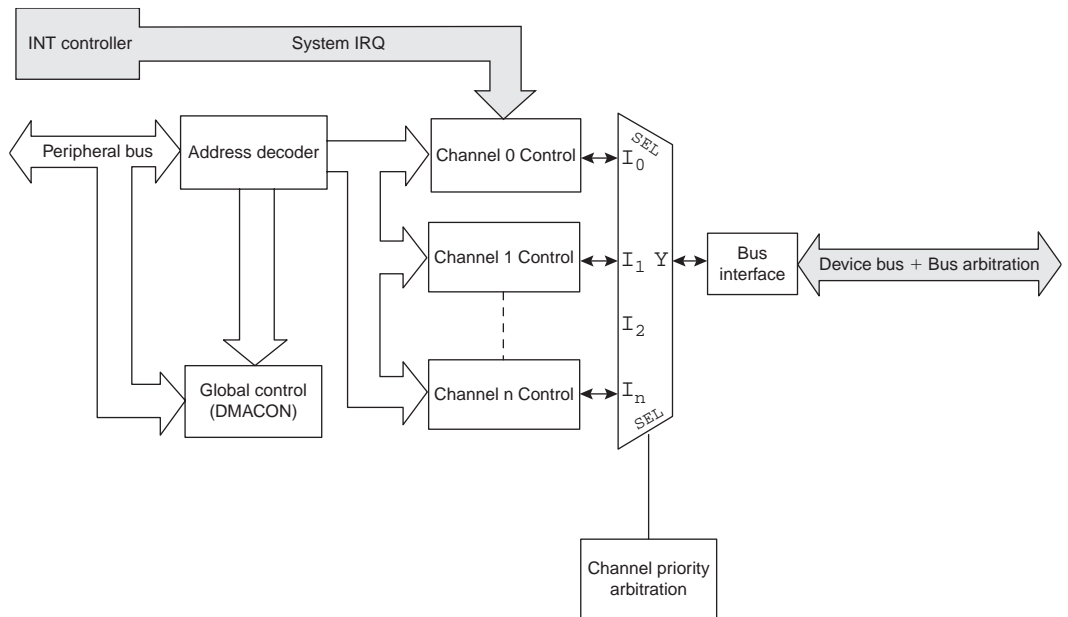 INT controller
System IRQ
Peripheral bus
Address decoder
Channel 0 Control
SEL
I0
Channel 1 Control
I1 Y
Bus
interface
Device bus + Bus arbitration
I2
Global control
(DMACON)
Channel n Control
In
SEL
Channel priority
arbitration